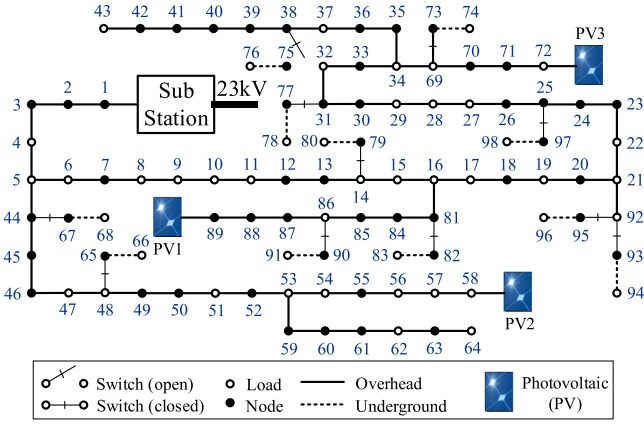 43 42 41 40 39 38 37 36 35 73 74
76 75 32 33 34 69 70 71 72 PV3
2 1 Sub Station 23kV 77 25
3 31 30 29 28 27 26 24 23
4 78 80 79 98 97 22
5 6 7 8 9 10 11 12 13 14 15 16 17 18 19 20 21
44 67 68 PV1 89 88 87 86 85 84 81 92
45 65 66 91 90 83 82 96 95 93
46 47 48 49 50 51 52 53 54 55 56 57 58 94
PV2
59 60 61 62 63 64
Switch (open) Load Overhead Photovoltaic
Switch (closed) Node Underground (PV)